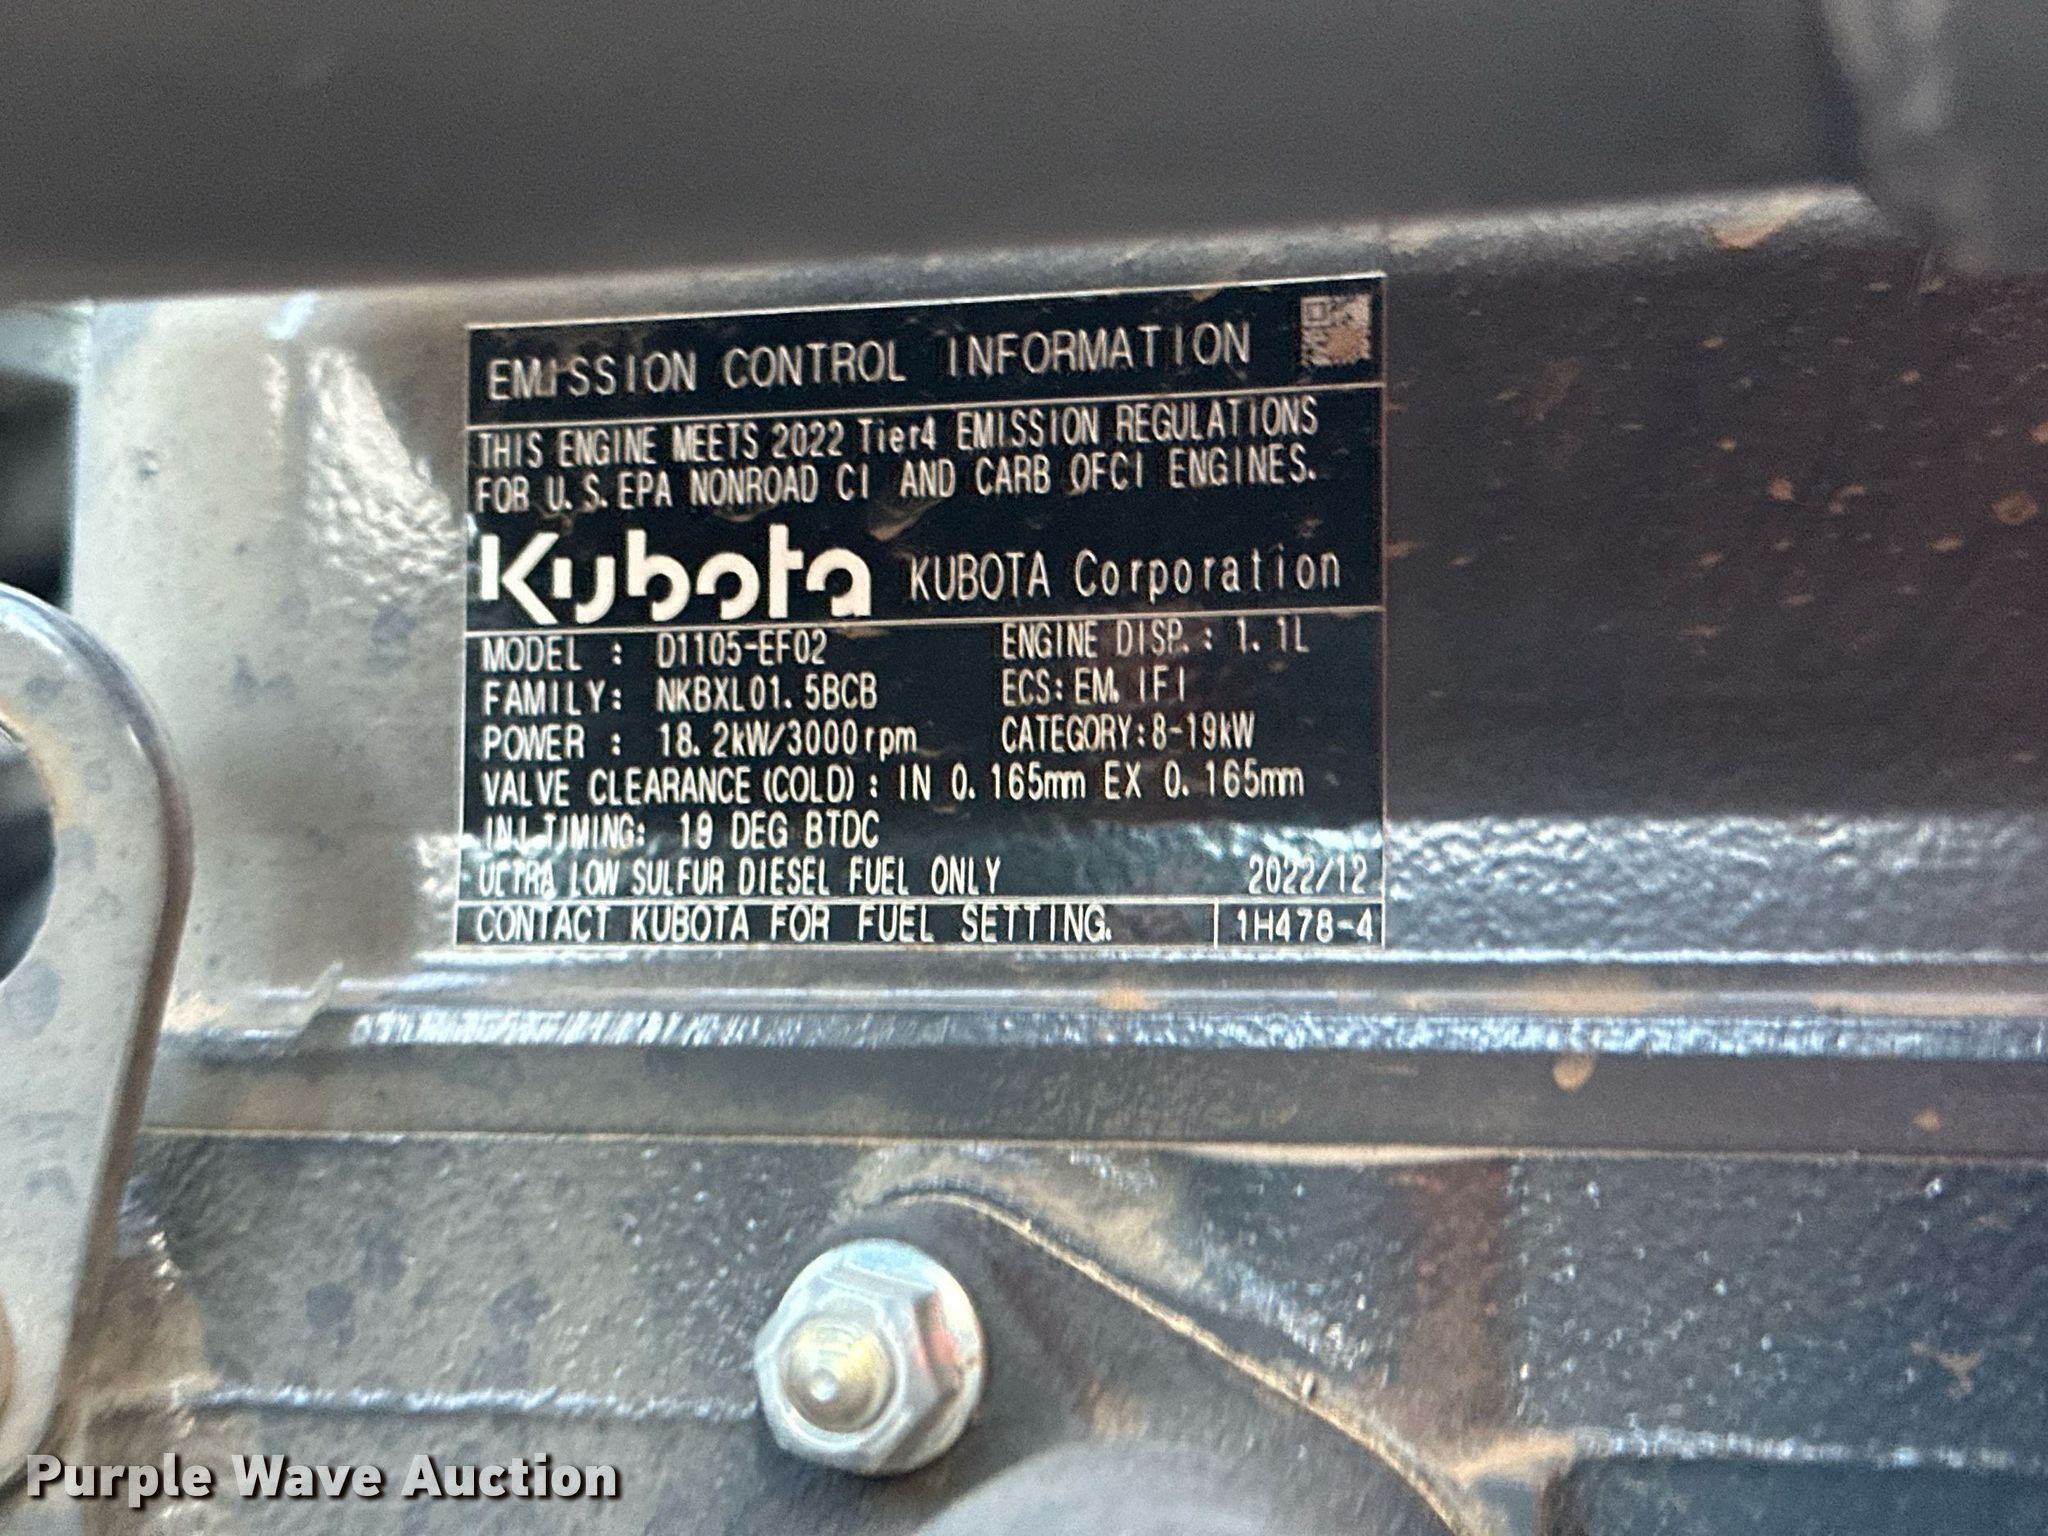 EMISSION CONTROL INFORMATION
THIS ENGINE MEETS 2022 Tier4 EMISSION REGULATIONS
FOR U.S.EPA NONROAD CI AND CARB OFCI ENGINES.
Kubota KUBOTA Corporation
MODEL : D1105-EF02 ENGINE DISP.: 1.1L
FAMILY: NKBXL01.5BCB ECS: EM, IFI
POWER : 18.2kW/3000rpm CATEGORY:8-19kW
VALVE CLEARANCE(COLD): IN 0.165mm EX 0.165mm
INJ.TIMING: 19 DEG BTDC
ULTRA LOW SULFUR DIESEL FUEL ONLY 2022/12
CONTACT KUBOTA FOR FUEL SETTING. 1H478-4
Purple Wave Auction